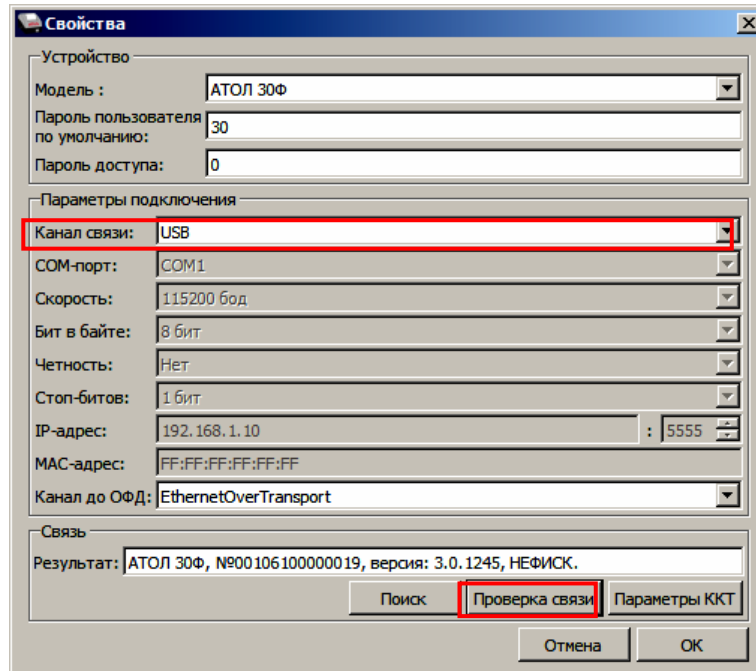 Свойства
Устройство
Модель : АТОЛ 30Ф
Пароль пользователя
по умолчанию: 30
Пароль доступа: 0
Параметры подключения
Канал связи: USB
COM-порт: COM1
Скорость: 115200 бод
Бит в байте: 8 бит
Четность: Нет
Стоп-битов: 1 бит
IP-адрес: 192.168.1.10 : 5555
MAC-адрес: FF:FF:FF:FF:FF:FF
Канал до ОФД: EthernetOverTransport
Связь
Результат: АТОЛ 30Ф, №00106100000019, версия: 3.0.1245, НЕФИСК.
Поиск Проверка связи Параметры ККТ
Отмена ОК